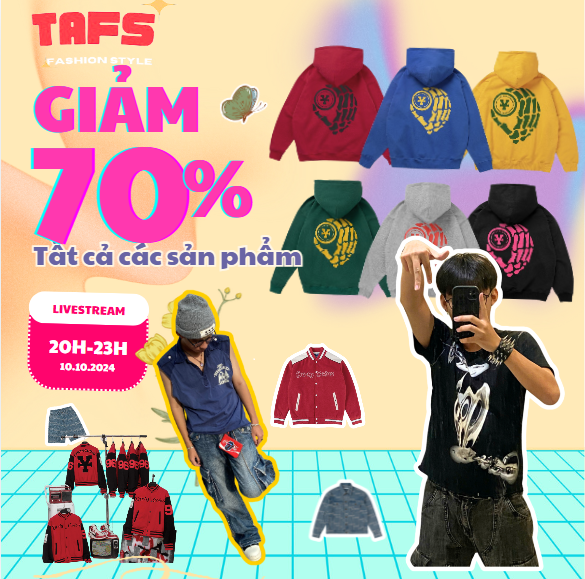 TAFS
FASHION STYLE
GIẢM
70%
Tất cả các sản phẩm
LIVESTREAM
20H-23H
10.10.2024